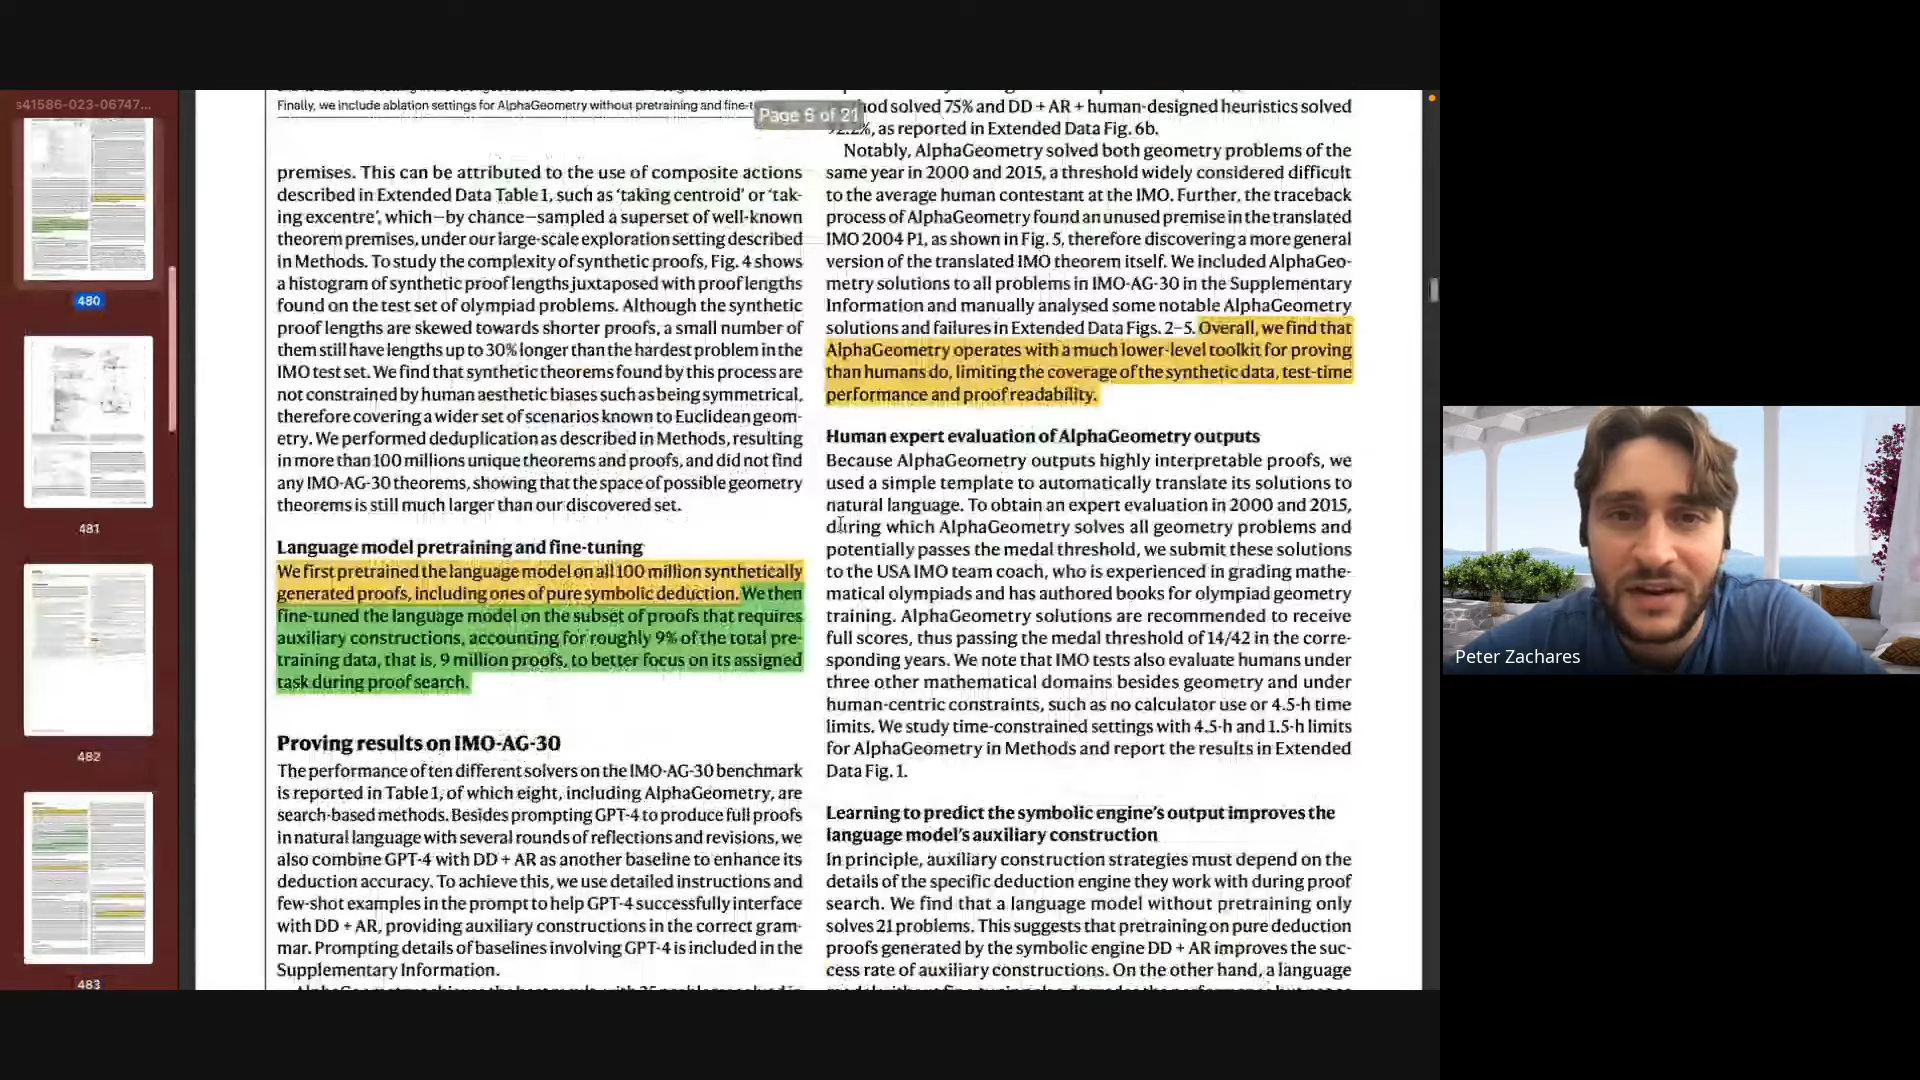 s41586-023-06747...
480
481
482
483
Page 6 of 21
Finally, we include ablation settings for AlphaGeometry without pretraining and fine-t
premises. This can be attributed to the use of composite actions
described in Extended Data Table 1, such as ‘taking centroid’ or ‘tak-
ing excentre’, which—by chance—sampled a superset of well-known
theorem premises, under our large-scale exploration setting described
in Methods. To study the complexity of synthetic proofs, Fig. 4 shows
a histogram of synthetic proof lengths juxtaposed with proof lengths
found on the test set of olympiad problems. Although the synthetic
proof lengths are skewed towards shorter proofs, a small number of
them still have lengths up to 30% longer than the hardest problem in the
IMO test set. We find that synthetic theorems found by this process are
not constrained by human aesthetic biases such as being symmetrical,
therefore covering a wider set of scenarios known to Euclidean geom-
etry. We performed deduplication as described in Methods, resulting
in more than 100 millions unique theorems and proofs, and did not find
any IMO-AG-30 theorems, showing that the space of possible geometry
theorems is still much larger than our discovered set.
Language model pretraining and fine-tuning
We first pretrained the language model on all 100 million synthetically
generated proofs, including ones of pure symbolic deduction. We then
fine-tuned the language model on the subset of proofs that requires
auxiliary constructions, accounting for roughly 9% of the total pre-
training data, that is, 9 million proofs, to better focus on its assigned
task during proof search.
Proving results on IMO-AG-30
The performance of ten different solvers on the IMO-AG-30 benchmark
is reported in Table 1, of which eight, including AlphaGeometry, are
search-based methods. Besides prompting GPT-4 to produce full proofs
in natural language with several rounds of reflections and revisions, we
also combine GPT-4 with DD + AR as another baseline to enhance its
deduction accuracy. To achieve this, we use detailed instructions and
few-shot examples in the prompt to help GPT-4 successfully interface
with DD + AR, providing auxiliary constructions in the correct gram-
mar. Prompting details of baselines involving GPT-4 is included in the
Supplementary Information.
hod solved 75% and DD + AR + human-designed heuristics solved
as reported in Extended Data Fig. 6b.
Notably, AlphaGeometry solved both geometry problems of the
same year in 2000 and 2015, a threshold widely considered difficult
to the average human contestant at the IMO. Further, the traceback
process of AlphaGeometry found an unused premise in the translated
IMO 2004 P1, as shown in Fig. 5, therefore discovering a more general
version of the translated IMO theorem itself. We included AlphaGeo-
metry solutions to all problems in IMO-AG-30 in the Supplementary
Information and manually analysed some notable AlphaGeometry
solutions and failures in Extended Data Figs. 2–5. Overall, we find that
AlphaGeometry operates with a much lower-level toolkit for proving
than humans do, limiting the coverage of the synthetic data, test-time
performance and proof readability.
Human expert evaluation of AlphaGeometry outputs
Because AlphaGeometry outputs highly interpretable proofs, we
used a simple template to automatically translate its solutions to
natural language. To obtain an expert evaluation in 2000 and 2015,
during which AlphaGeometry solves all geometry problems and
potentially passes the medal threshold, we submit these solutions
to the USA IMO team coach, who is experienced in grading mathe-
matical olympiads and has authored books for olympiad geometry
training. AlphaGeometry solutions are recommended to receive
full scores, thus passing the medal threshold of 14/42 in the corre-
sponding years. We note that IMO tests also evaluate humans under
three other mathematical domains besides geometry and under
human-centric constraints, such as no calculator use or 4.5-h time
limits. We study time-constrained settings with 4.5-h and 1.5-h limits
for AlphaGeometry in Methods and report the results in Extended
Data Fig. 1.
Learning to predict the symbolic engine’s output improves the
language model’s auxiliary construction
In principle, auxiliary construction strategies must depend on the
details of the specific deduction engine they work with during proof
search. We find that a language model without pretraining only
solves 21 problems. This suggests that pretraining on pure deduction
proofs generated by the symbolic engine DD + AR improves the suc-
cess rate of auxiliary constructions. On the other hand, a language
Peter Zachares